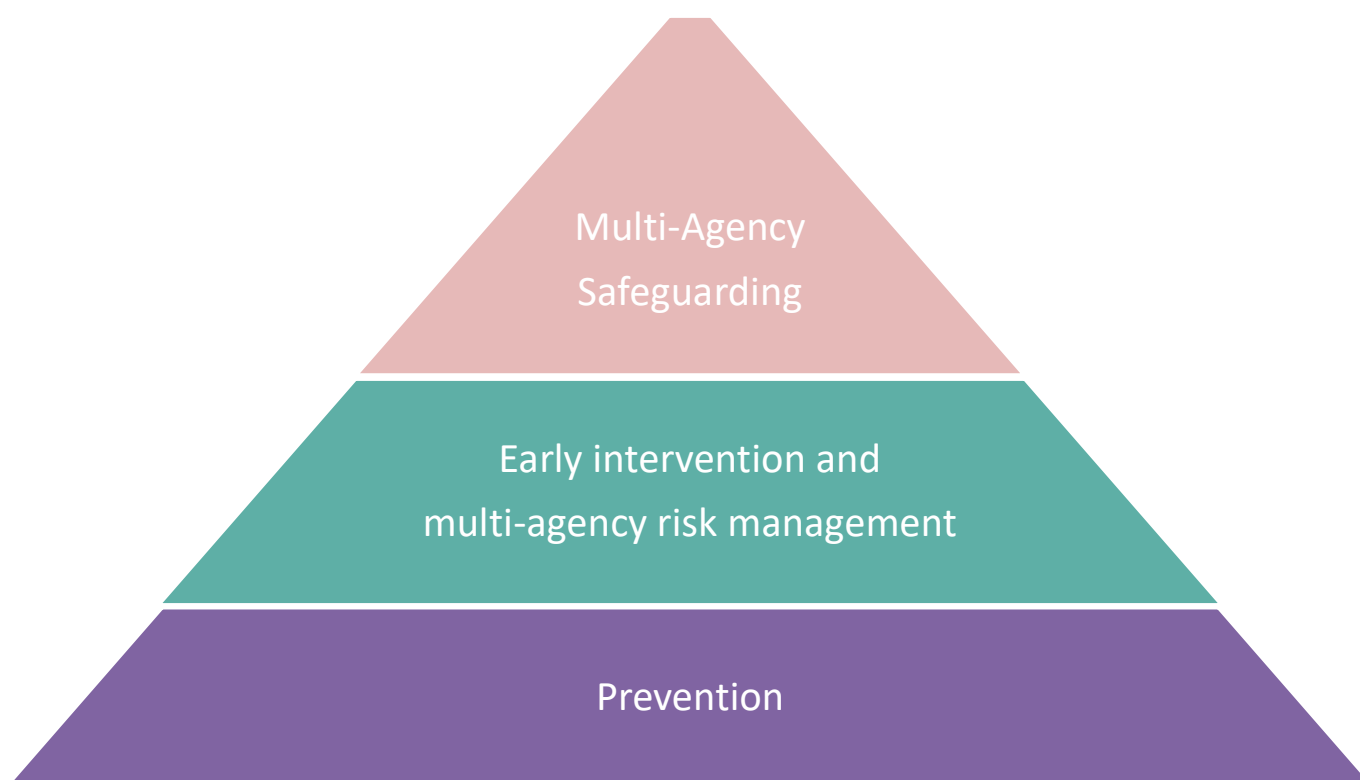 Multi-Agency
Safeguarding
Early intervention and
multi-agency risk management
Prevention